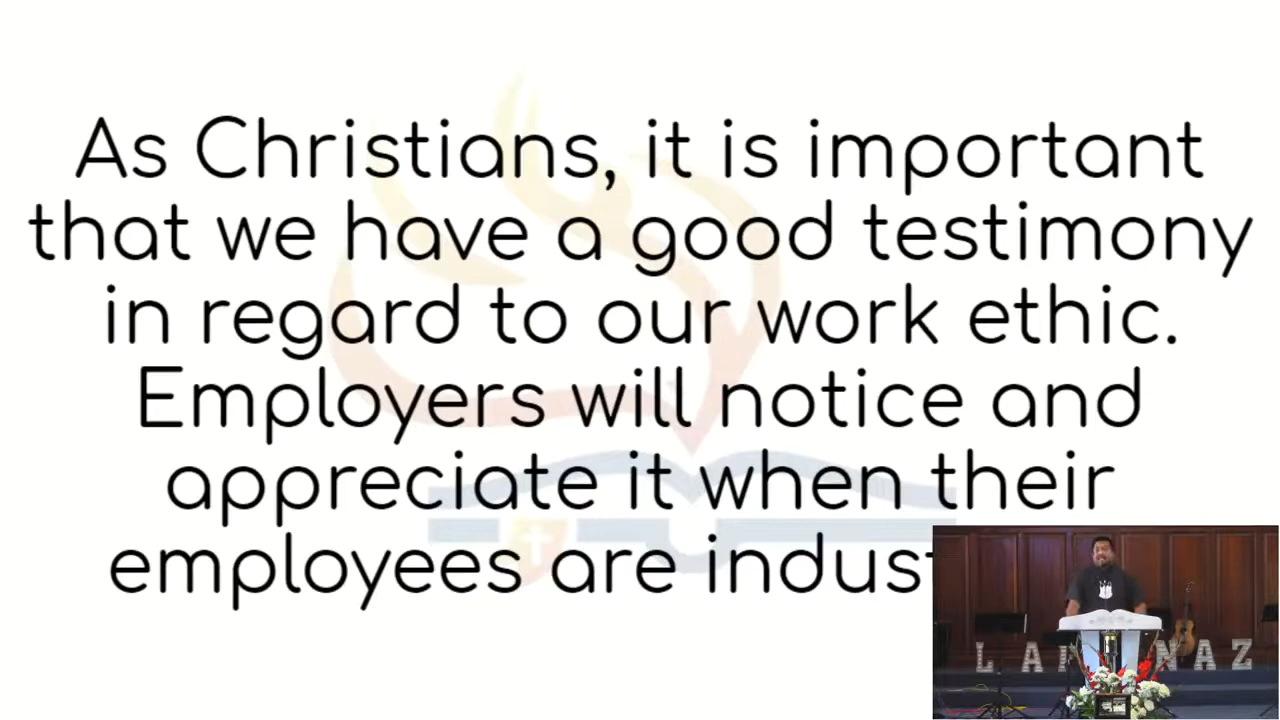 As Christians, it is important
that we have a good testimony
in regard to our work ethic.
Employers will notice and
appreciate it when their
employees are indust
L A N A Z